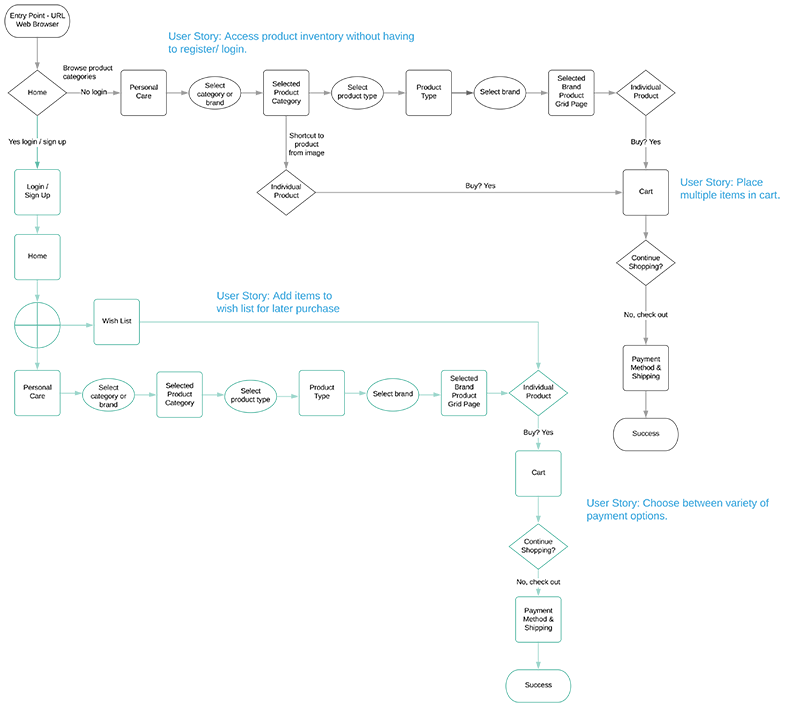 Entry Point - URL
Web Browser
User Story: Access product inventory without having
to register/ login.
Browse product
categories
Home
No login
Personal
Care
Select
category or
brand
Selected
Product
Category
Select
product type
Product
Type
Select brand
Selected
Brand
Product
Grid Page
Individual
Product
Yes login / sign up
Shortcut to
product
from image
Buy? Yes
Login /
Sign Up
Individual
Product
Buy? Yes
Cart
User Story: Place
multiple items in cart.
Home
Continue
Shopping?
User Story: Add items to
wish list for later purchase
Wish List
No, check out
Payment
Method &
Shipping
Personal
Care
Select
category or
brand
Selected
Product
Category
Select
product type
Product
Type
Select brand
Selected
Brand
Product
Grid Page
Individual
Product
Buy? Yes
Success
Cart
User Story: Choose between variety of
payment options.
Continue
Shopping?
No, check out
Payment
Method &
Shipping
Success